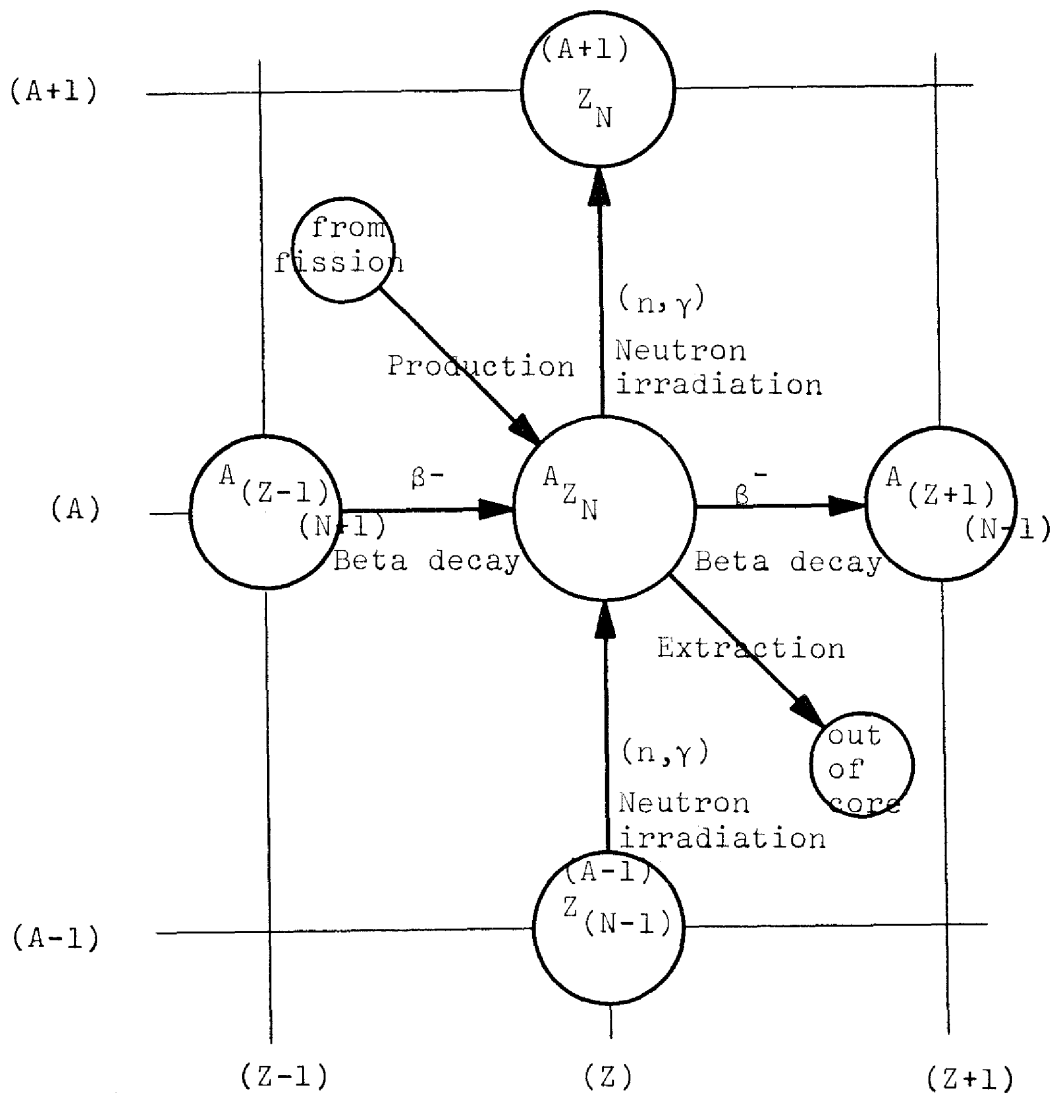 (A+1)
(A+1)
Z N
from
fission
(n,γ)
Neutron
irradiation
Production
(A)
A (Z-1) (N+1)
β-
Beta decay
A Z N
β-
Beta decay
A (Z+1) (N-1)
Extraction
out
of
core
(n,γ)
Neutron
irradiation
(A-1)
(A-1)
Z (N-1)
(Z-1)
(Z)
(Z+1)